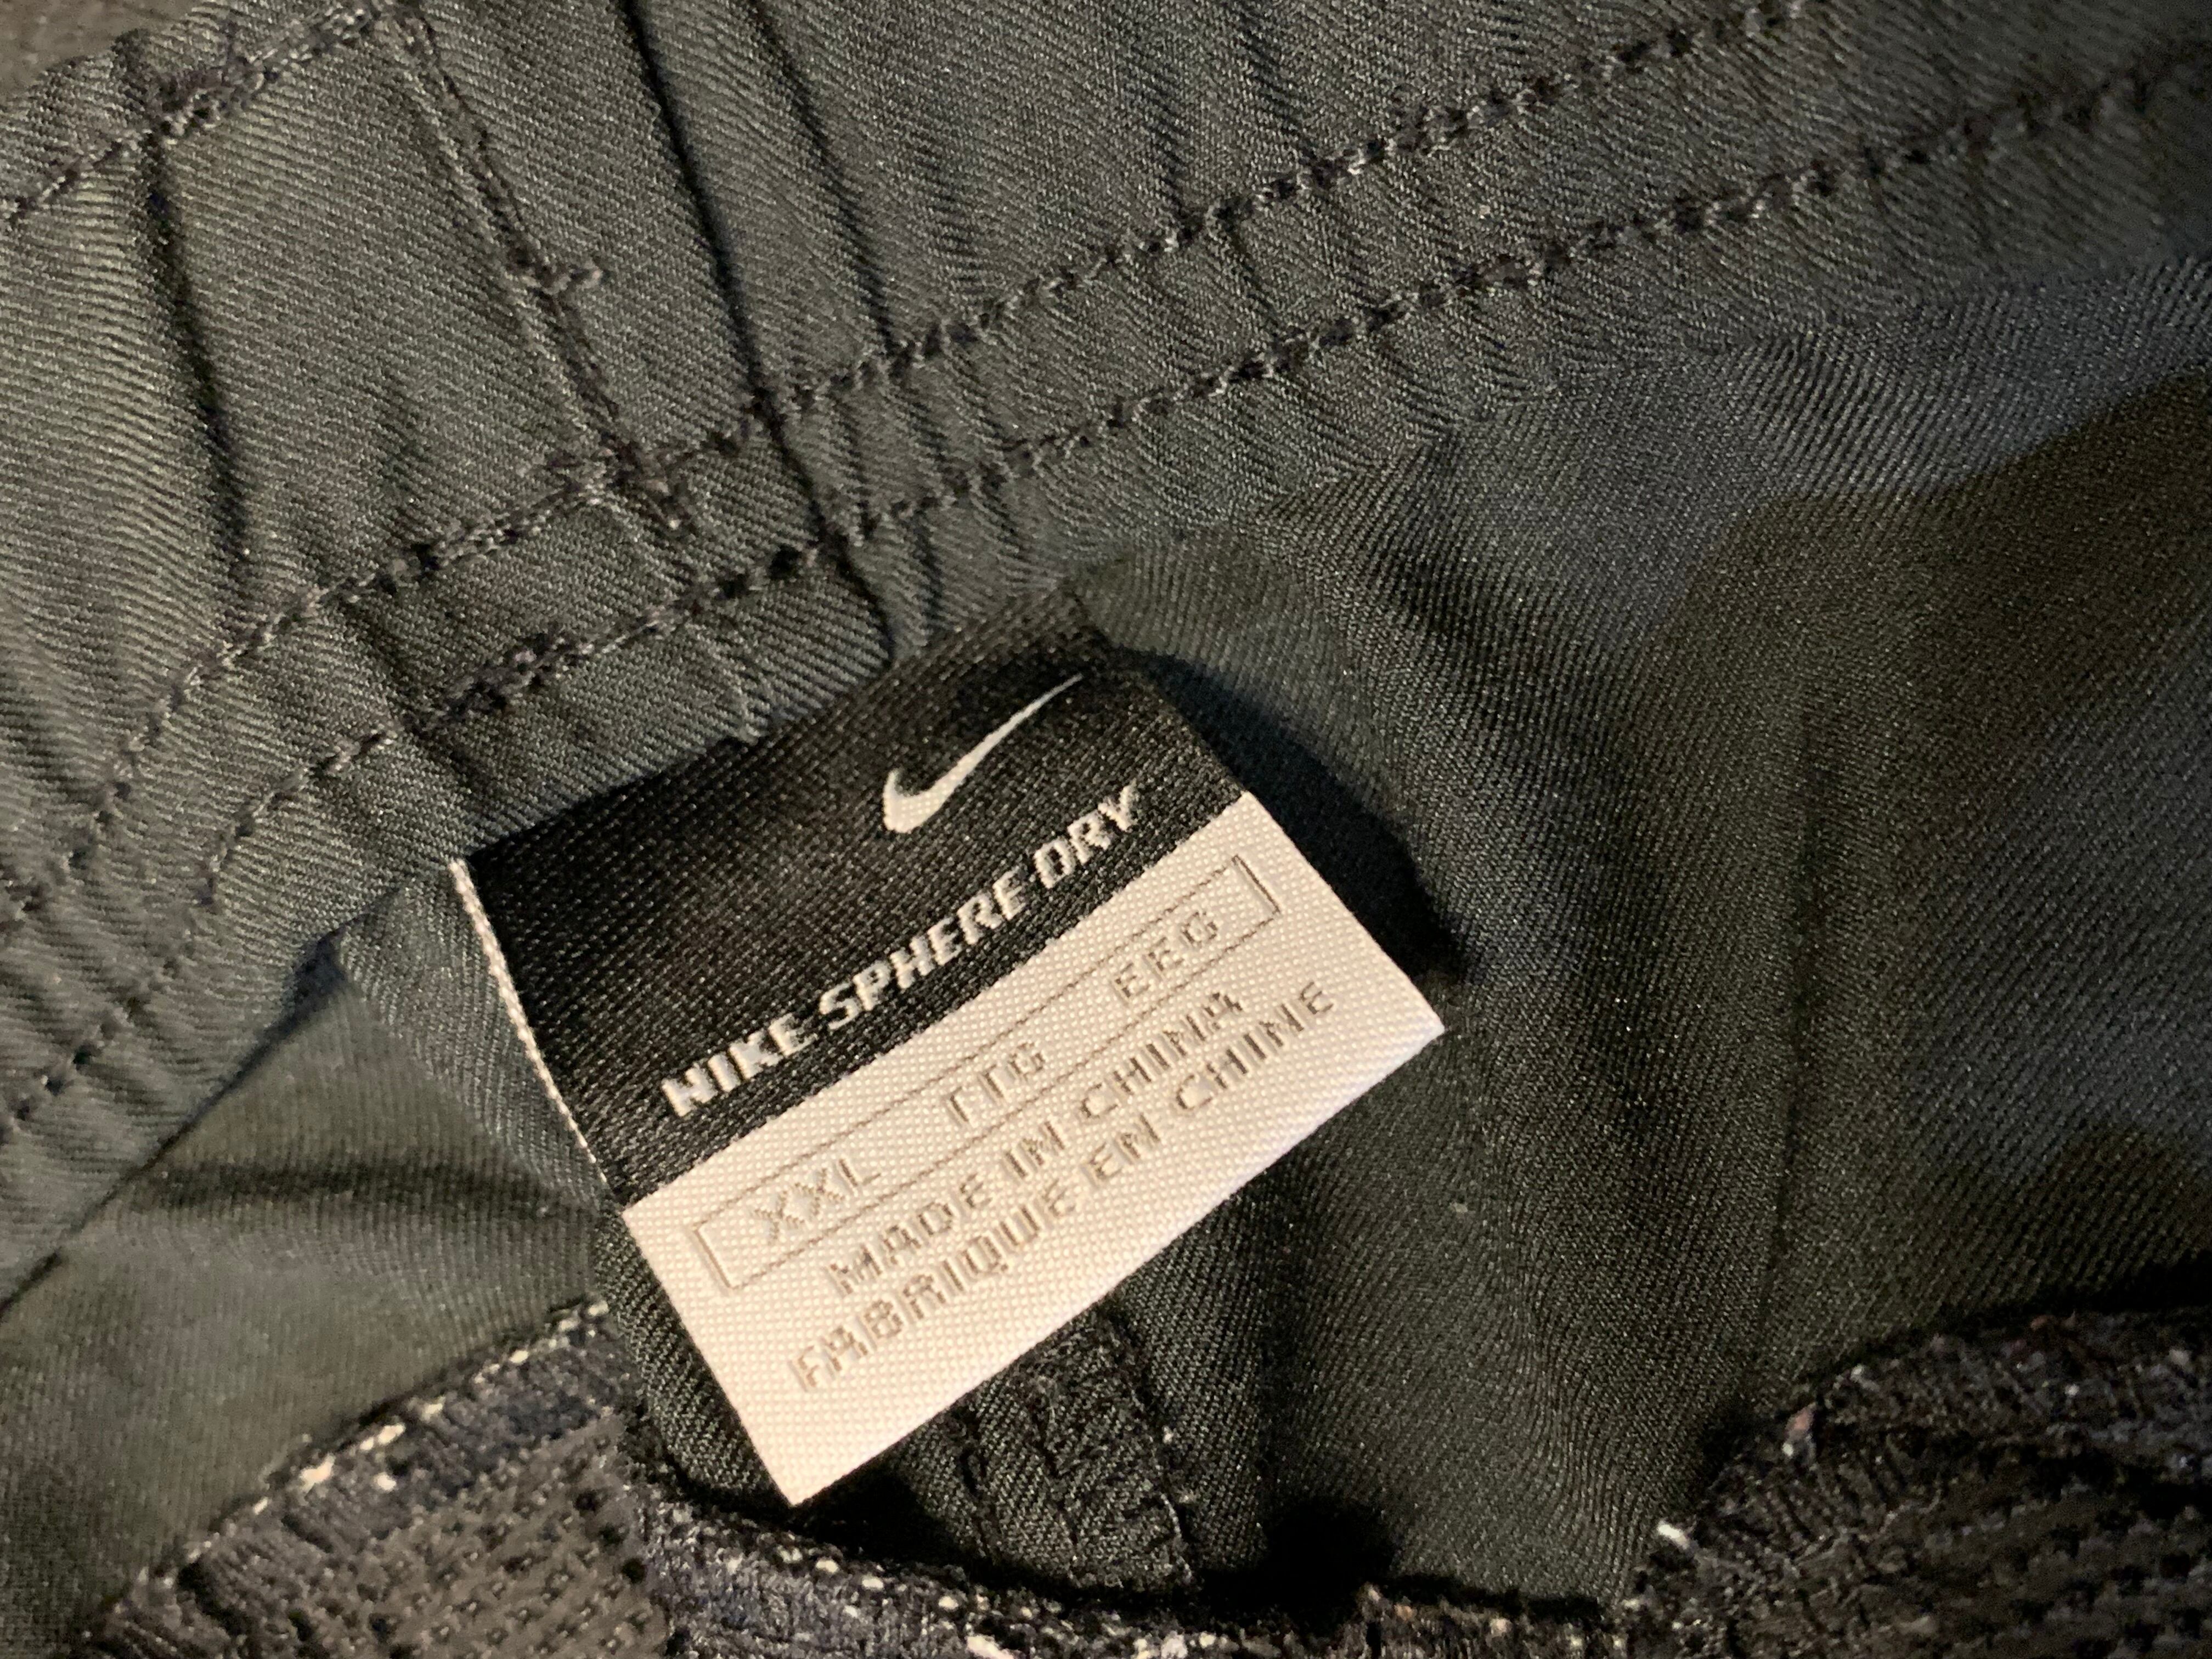 NIKE SPHERE DRY
XXL TTG EEG
MADE IN CHINA
FABRIQUE EN CHINE